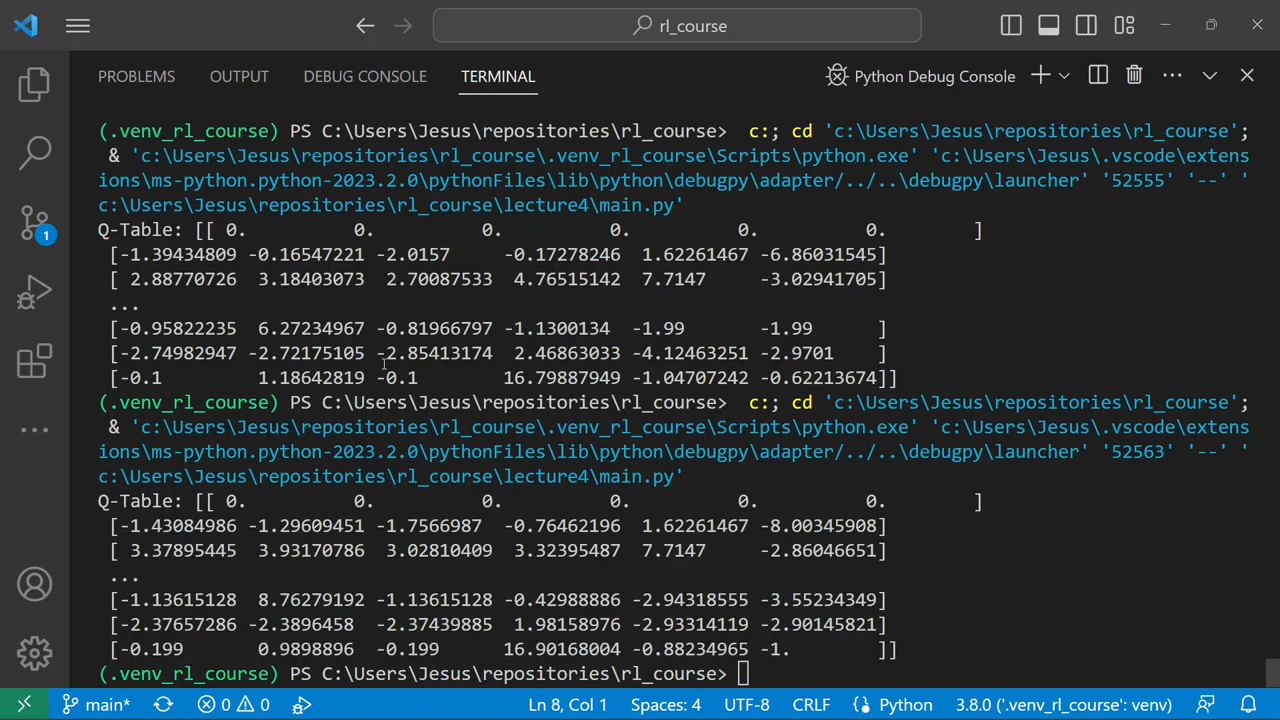 rl_course
PROBLEMS OUTPUT DEBUG CONSOLE TERMINAL Python Debug Console
(.venv_rl_course) PS C:\Users\Jesus\repositories\rl_course>  c:; cd 'c:\Users\Jesus\repositories\rl_course';
 & 'c:\Users\Jesus\repositories\rl_course\.venv_rl_course\Scripts\python.exe' 'c:\Users\Jesus\.vscode\extens
ions\ms-python.python-2023.2.0\pythonFiles\lib\python\debugpy\adapter/../..\debugpy\launcher' '52555' '--' '
c:\Users\Jesus\repositories\rl_course\lecture4\main.py'
Q-Table: [[ 0.          0.          0.          0.          0.          0.        ]
 [-1.39434809 -0.16547221 -2.0157     -0.17278246  1.62261467 -6.86031545]
 [ 2.88770726  3.18403073  2.70087533  4.76515142  7.7147     -3.02941705]
 ...
 [-0.95822235  6.27234967 -0.81966797 -1.1300134  -1.99       -1.99      ]
 [-2.74982947 -2.72175105 -2.85413174  2.46863033 -4.12463251 -2.9701    ]
 [-0.1         1.18642819 -0.1        16.79887949 -1.04707242 -0.62213674]]
(.venv_rl_course) PS C:\Users\Jesus\repositories\rl_course>  c:; cd 'c:\Users\Jesus\repositories\rl_course';
 & 'c:\Users\Jesus\repositories\rl_course\.venv_rl_course\Scripts\python.exe' 'c:\Users\Jesus\.vscode\extens
ions\ms-python.python-2023.2.0\pythonFiles\lib\python\debugpy\adapter/../..\debugpy\launcher' '52563' '--' '
c:\Users\Jesus\repositories\rl_course\lecture4\main.py'
Q-Table: [[ 0.          0.          0.          0.          0.          0.        ]
 [-1.43084986 -1.29609451 -1.7566987  -0.76462196  1.62261467 -8.00345908]
 [ 3.37895445  3.93170786  3.02810409  3.32395487  7.7147     -2.86046651]
 ...
 [-1.13615128  8.76279192 -1.13615128 -0.42988886 -2.94318555 -3.55234349]
 [-2.37657286 -2.3896458  -2.37439885  1.98158976 -2.93314119 -2.90145821]
 [-0.199       0.9898896  -0.199      16.90168004 -0.88234965 -1.        ]]
(.venv_rl_course) PS C:\Users\Jesus\repositories\rl_course>
1
main* 0 0 Ln 8, Col 1 Spaces: 4 UTF-8 CRLF Python 3.8.0 ('.venv_rl_course': venv)